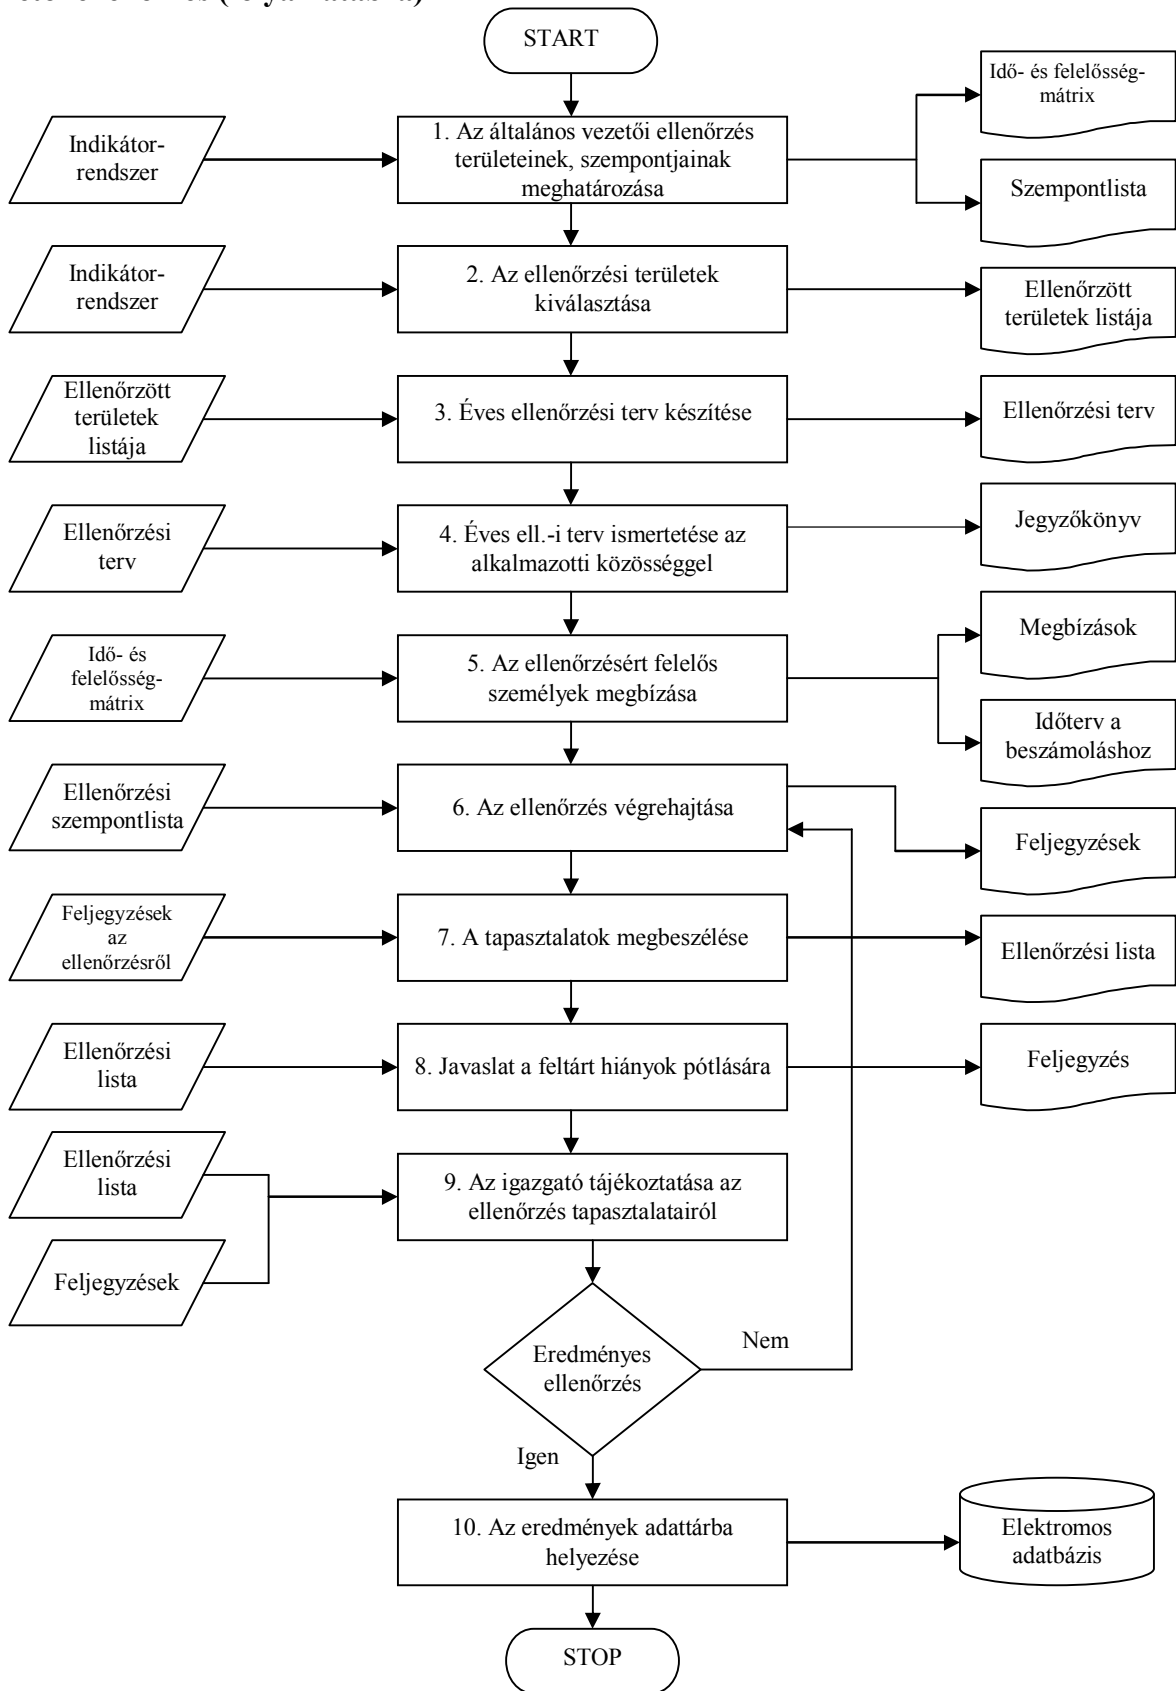 START
Idő- és felelősség-
mátrix
Indikátor-
rendszer
1. Az általános vezetői ellenőrzés
területeinek, szempontjainak
meghatározása
Szempontlista
Indikátor-
rendszer
2. Az ellenőrzési területek
kiválasztása
Ellenőrzött
területek listája
Ellenőrzött
területek
listája
3. Éves ellenőrzési terv készítése
Ellenőrzési terv
Ellenőrzési
terv
4. Éves ell.-i terv ismertetése az
alkalmazotti közösséggel
Jegyzőkönyv
Idő- és
felelősség-
mátrix
5. Az ellenőrzésért felelős
személyek megbízása
Megbízások
Időterv a
beszámoláshoz
Ellenőrzési
szempontlista
6. Az ellenőrzés végrehajtása
Feljegyzések
Feljegyzések
az
ellenőrzésről
7. A tapasztalatok megbeszélése
Ellenőrzési lista
Ellenőrzési
lista
8. Javaslat a feltárt hiányok pótlására
Feljegyzés
Ellenőrzési
lista
9. Az igazgató tájékoztatása az
ellenőrzés tapasztalatairól
Feljegyzések
Eredményes
ellenőrzés
Nem
Igen
10. Az eredmények adattárba
helyezése
Elektromos
adatbázis
STOP